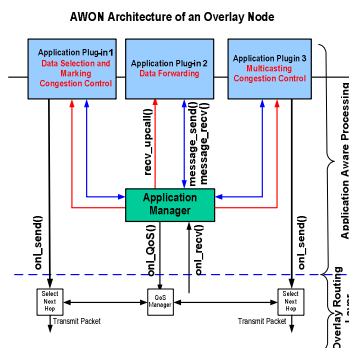 AWON Architecture of an Overlay Node
Application Plug-in1
Data Selection and
Marking
Congestion Control
Application Plug-in 2
Data Forwarding
Application Plugin 3
Multicasting
Congestion Control
recv_upcall()
message_send()
message_recv()
Application
Manager
onl_send()
onl_QoS()
onl_recv()
onl_send()
Select
Next
Hop
QoS
Manager
Select
Next
Hop
Transmit Packet
Transmit Packet
Application Aware Processing
Overlay Routing